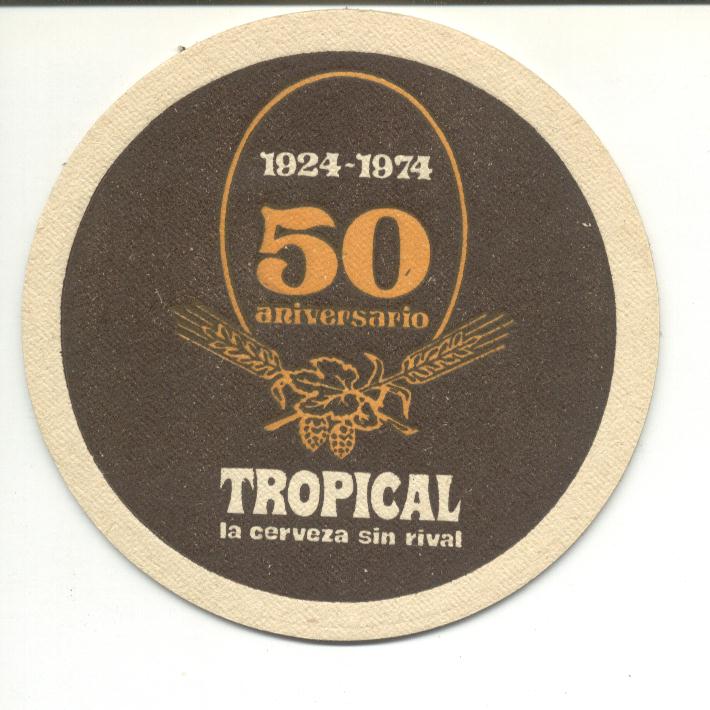 1924-1974
50
aniversario
TROPICAL
la cerveza sin rival